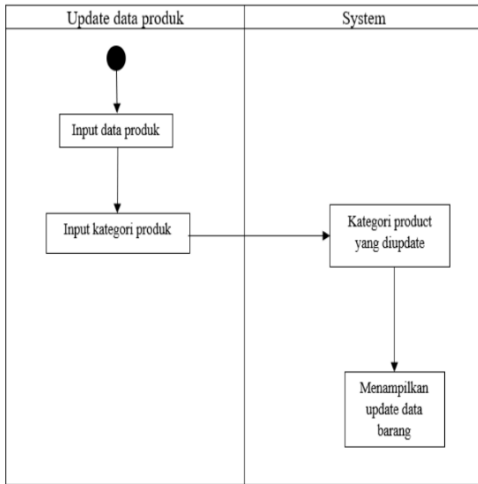 Update data produk
System
Input data produk
Input kategori produk
Kategori product
yang diupdate
Menampilkan
update data
barang